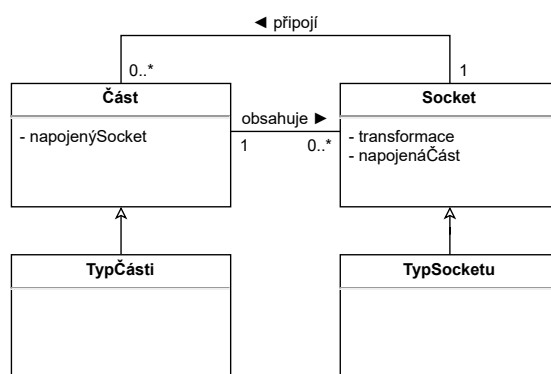 ◄ připojí
0..*
1
Část
- napojenýSocket
obsahuje ►
1
0..*
Socket
- transformace
- napojenáČást
TypČásti
TypSocketu